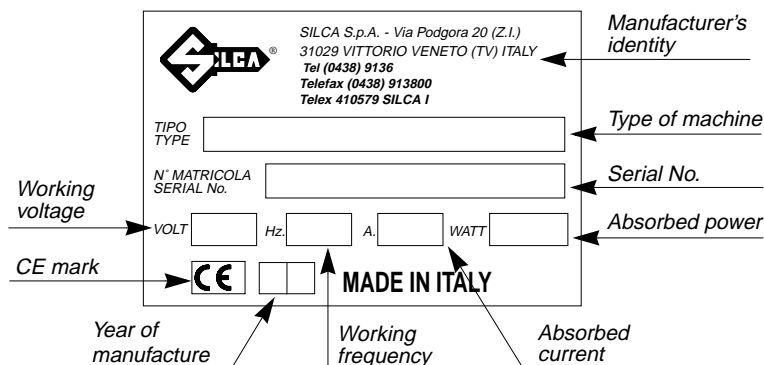 SILCA®
SILCA S.p.A. - Via Podgora 20 (Z.I.)
31029 VITTORIO VENETO (TV) ITALY
Tel (0438) 9136
Telefax (0438) 913800
Telex 410579 SILCA I
Manufacturer's
identity
TIPO
TYPE
Type of machine
N° MATRICOLA
SERIAL No.
Serial No.
Working
voltage
VOLT
Hz.
A.
WATT
Absorbed power
CE mark
CE
MADE IN ITALY
Year of
manufacture
Working
frequency
Absorbed
current